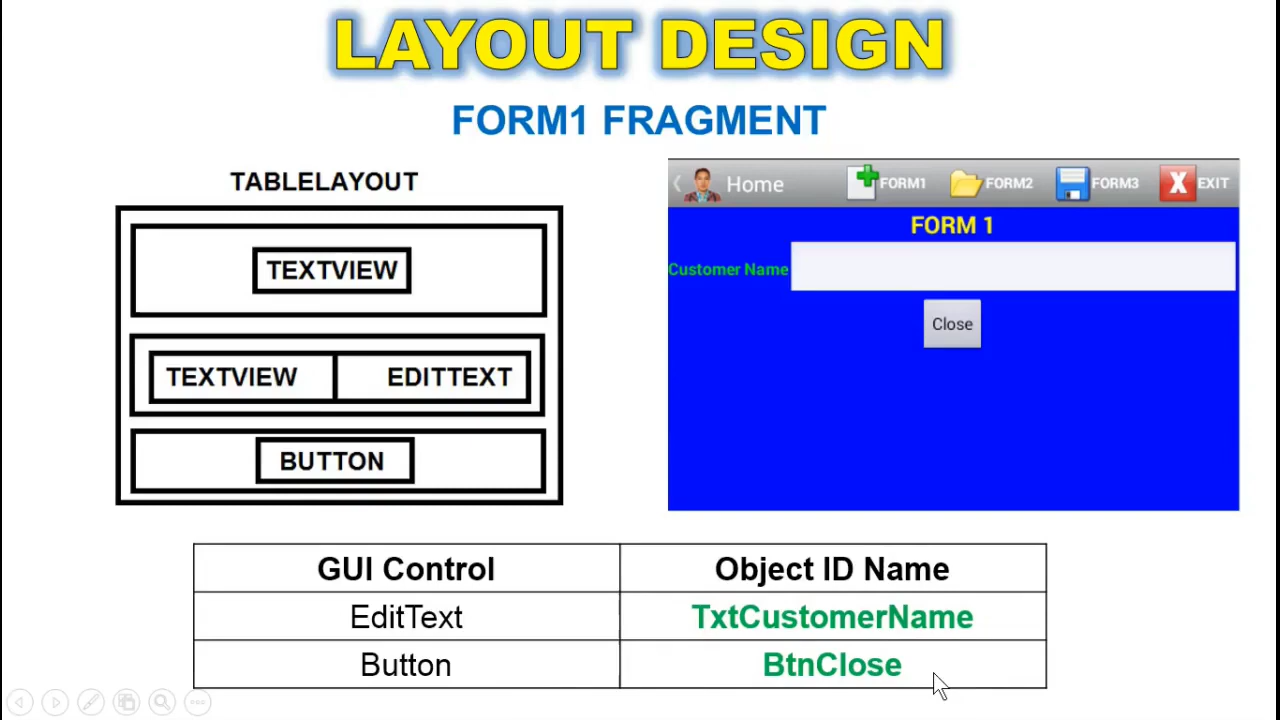 LAYOUT DESIGN
FORM1 FRAGMENT
TABLELAYOUT
TEXTVIEW
TEXTVIEW EDITTEXT
BUTTON
Home FORM1 FORM2 FORM3 X EXIT
FORM 1
Customer Name
Close
GUI Control Object ID Name
EditText TxtCustomerName
Button BtnClose